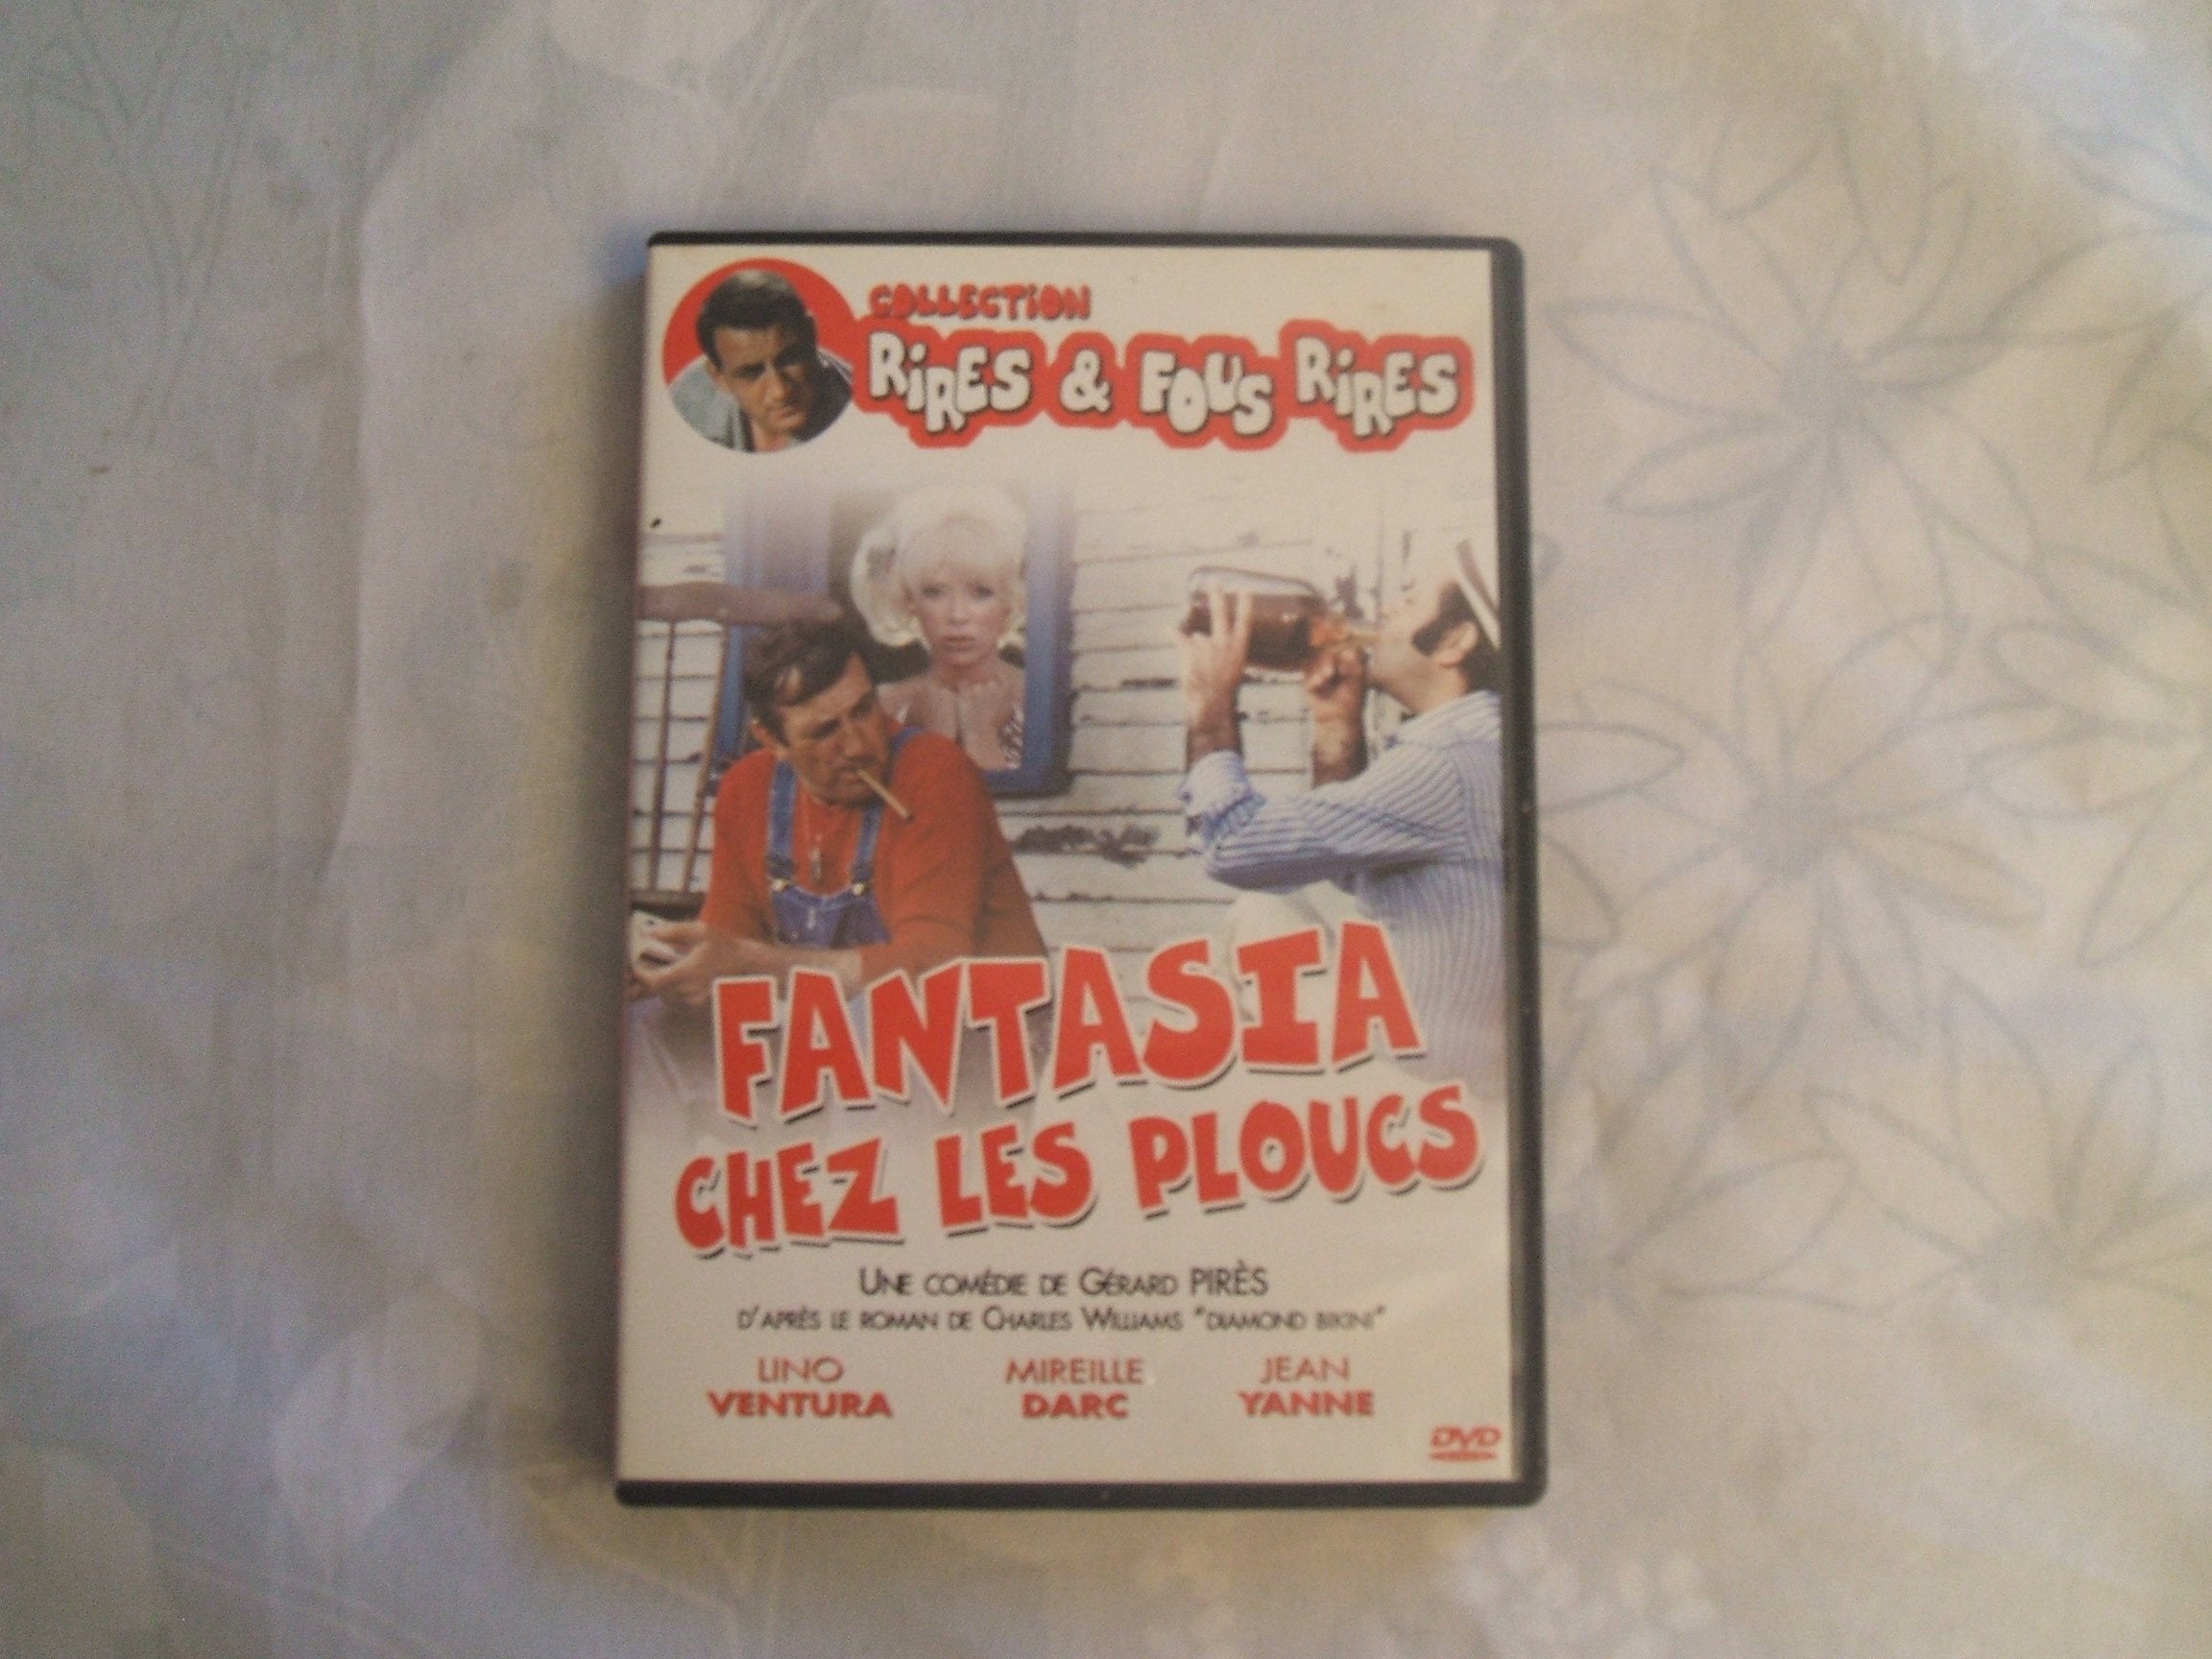 COLLECTION
RiRES & FOUS RiRES
FANTASIA
CHEZ LES PLOUCS
UNE COMÉDIE DE GÉRARD PIRÈS
D'APRÈS LE ROMAN DE CHARLES WILLIAMS "DIAMOND BIKINI"
LINO MIREILLE JEAN
VENTURA DARC YANNE
DVD